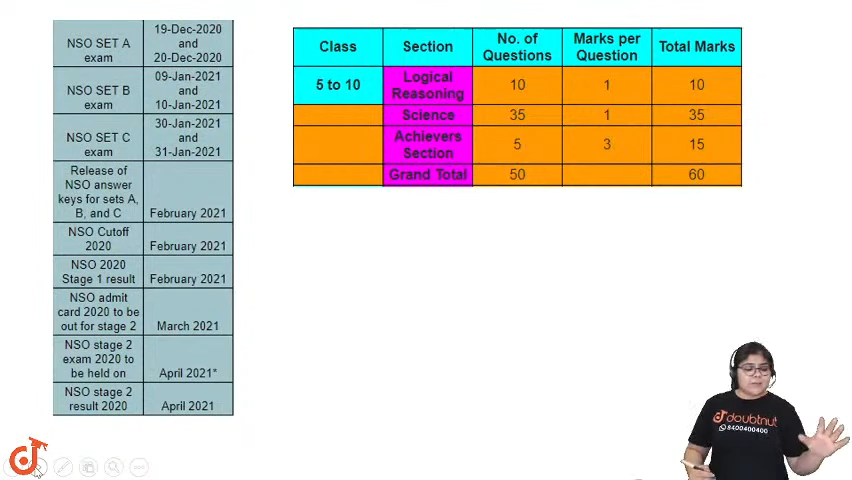 NSO SET A
exam
19-Dec-2020
and
20-Dec-2020
NSO SET B
exam
09-Jan-2021
and
10-Jan-2021
NSO SET C
exam
30-Jan-2021
and
31-Jan-2021
Release of
NSO answer
keys for sets A,
B, and C
February 2021
NSO Cutoff
2020
February 2021
NSO 2020
Stage 1 result
February 2021
NSO admit
card 2020 to be
out for stage 2
March 2021
NSO stage 2
exam 2020 to
be held on
April 2021*
NSO stage 2
result 2020
April 2021
Class
Section
No. of
Questions
Marks per
Question
Total Marks
5 to 10
Logical
Reasoning
10
1
10
Science
35
1
35
Achievers
Section
5
3
15
Grand Total
50
60
doubtnut
8400400400